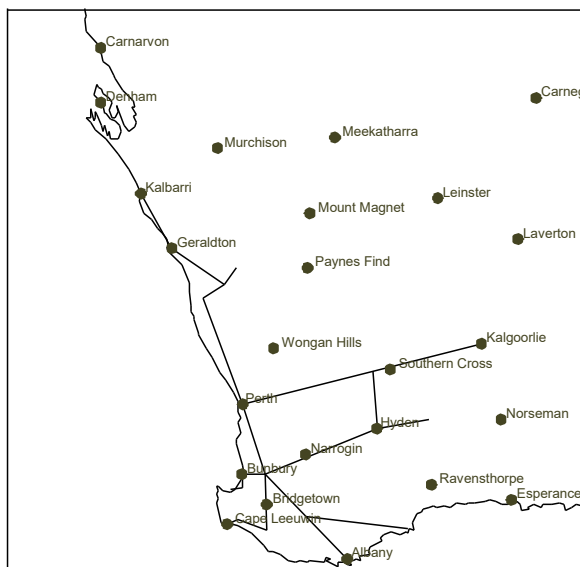 Carnarvon
Denham
Carneg
Meekatharra
Murchison
Kalbarri
Leinster
Mount Magnet
Laverton
Geraldton
Paynes Find
Kalgoorlie
Wongan Hills
Southern Cross
Perth
Norseman
Hyden
Narrogin
Bunbury
Ravensthorpe
Esperance
Bridgetown
Cape Leeuwin
Albany